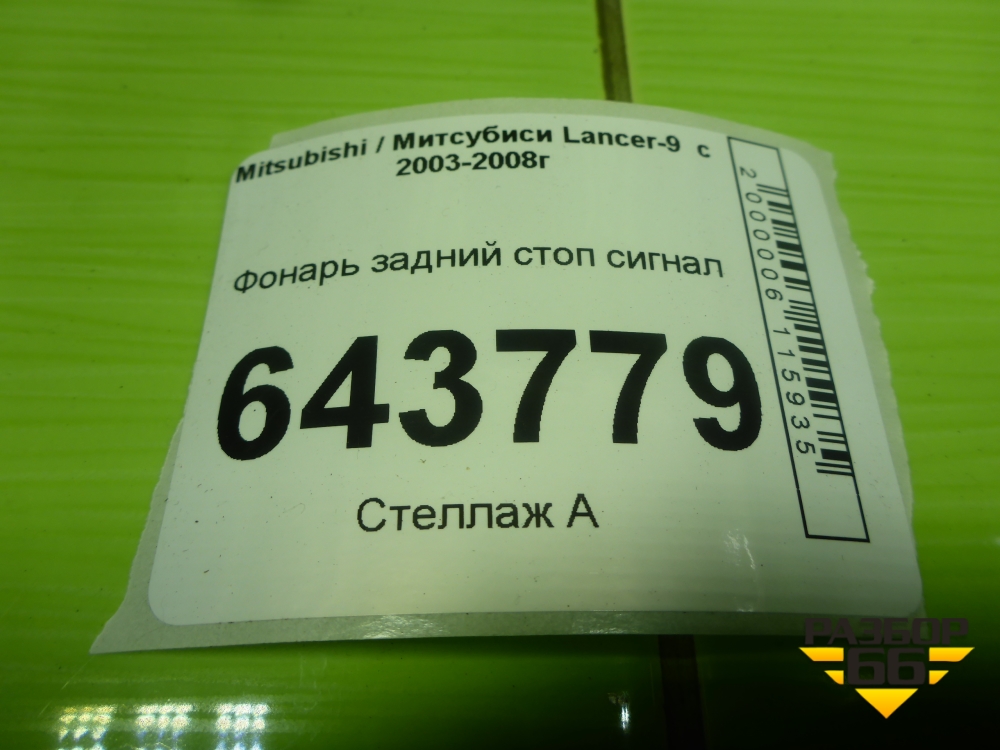 Mitsubishi / Митсубиси Lancer-9 с
2003-2008г
Фонарь задний стоп сигнал
643779
Стеллаж А
2000006115935
РАЗБОР
66